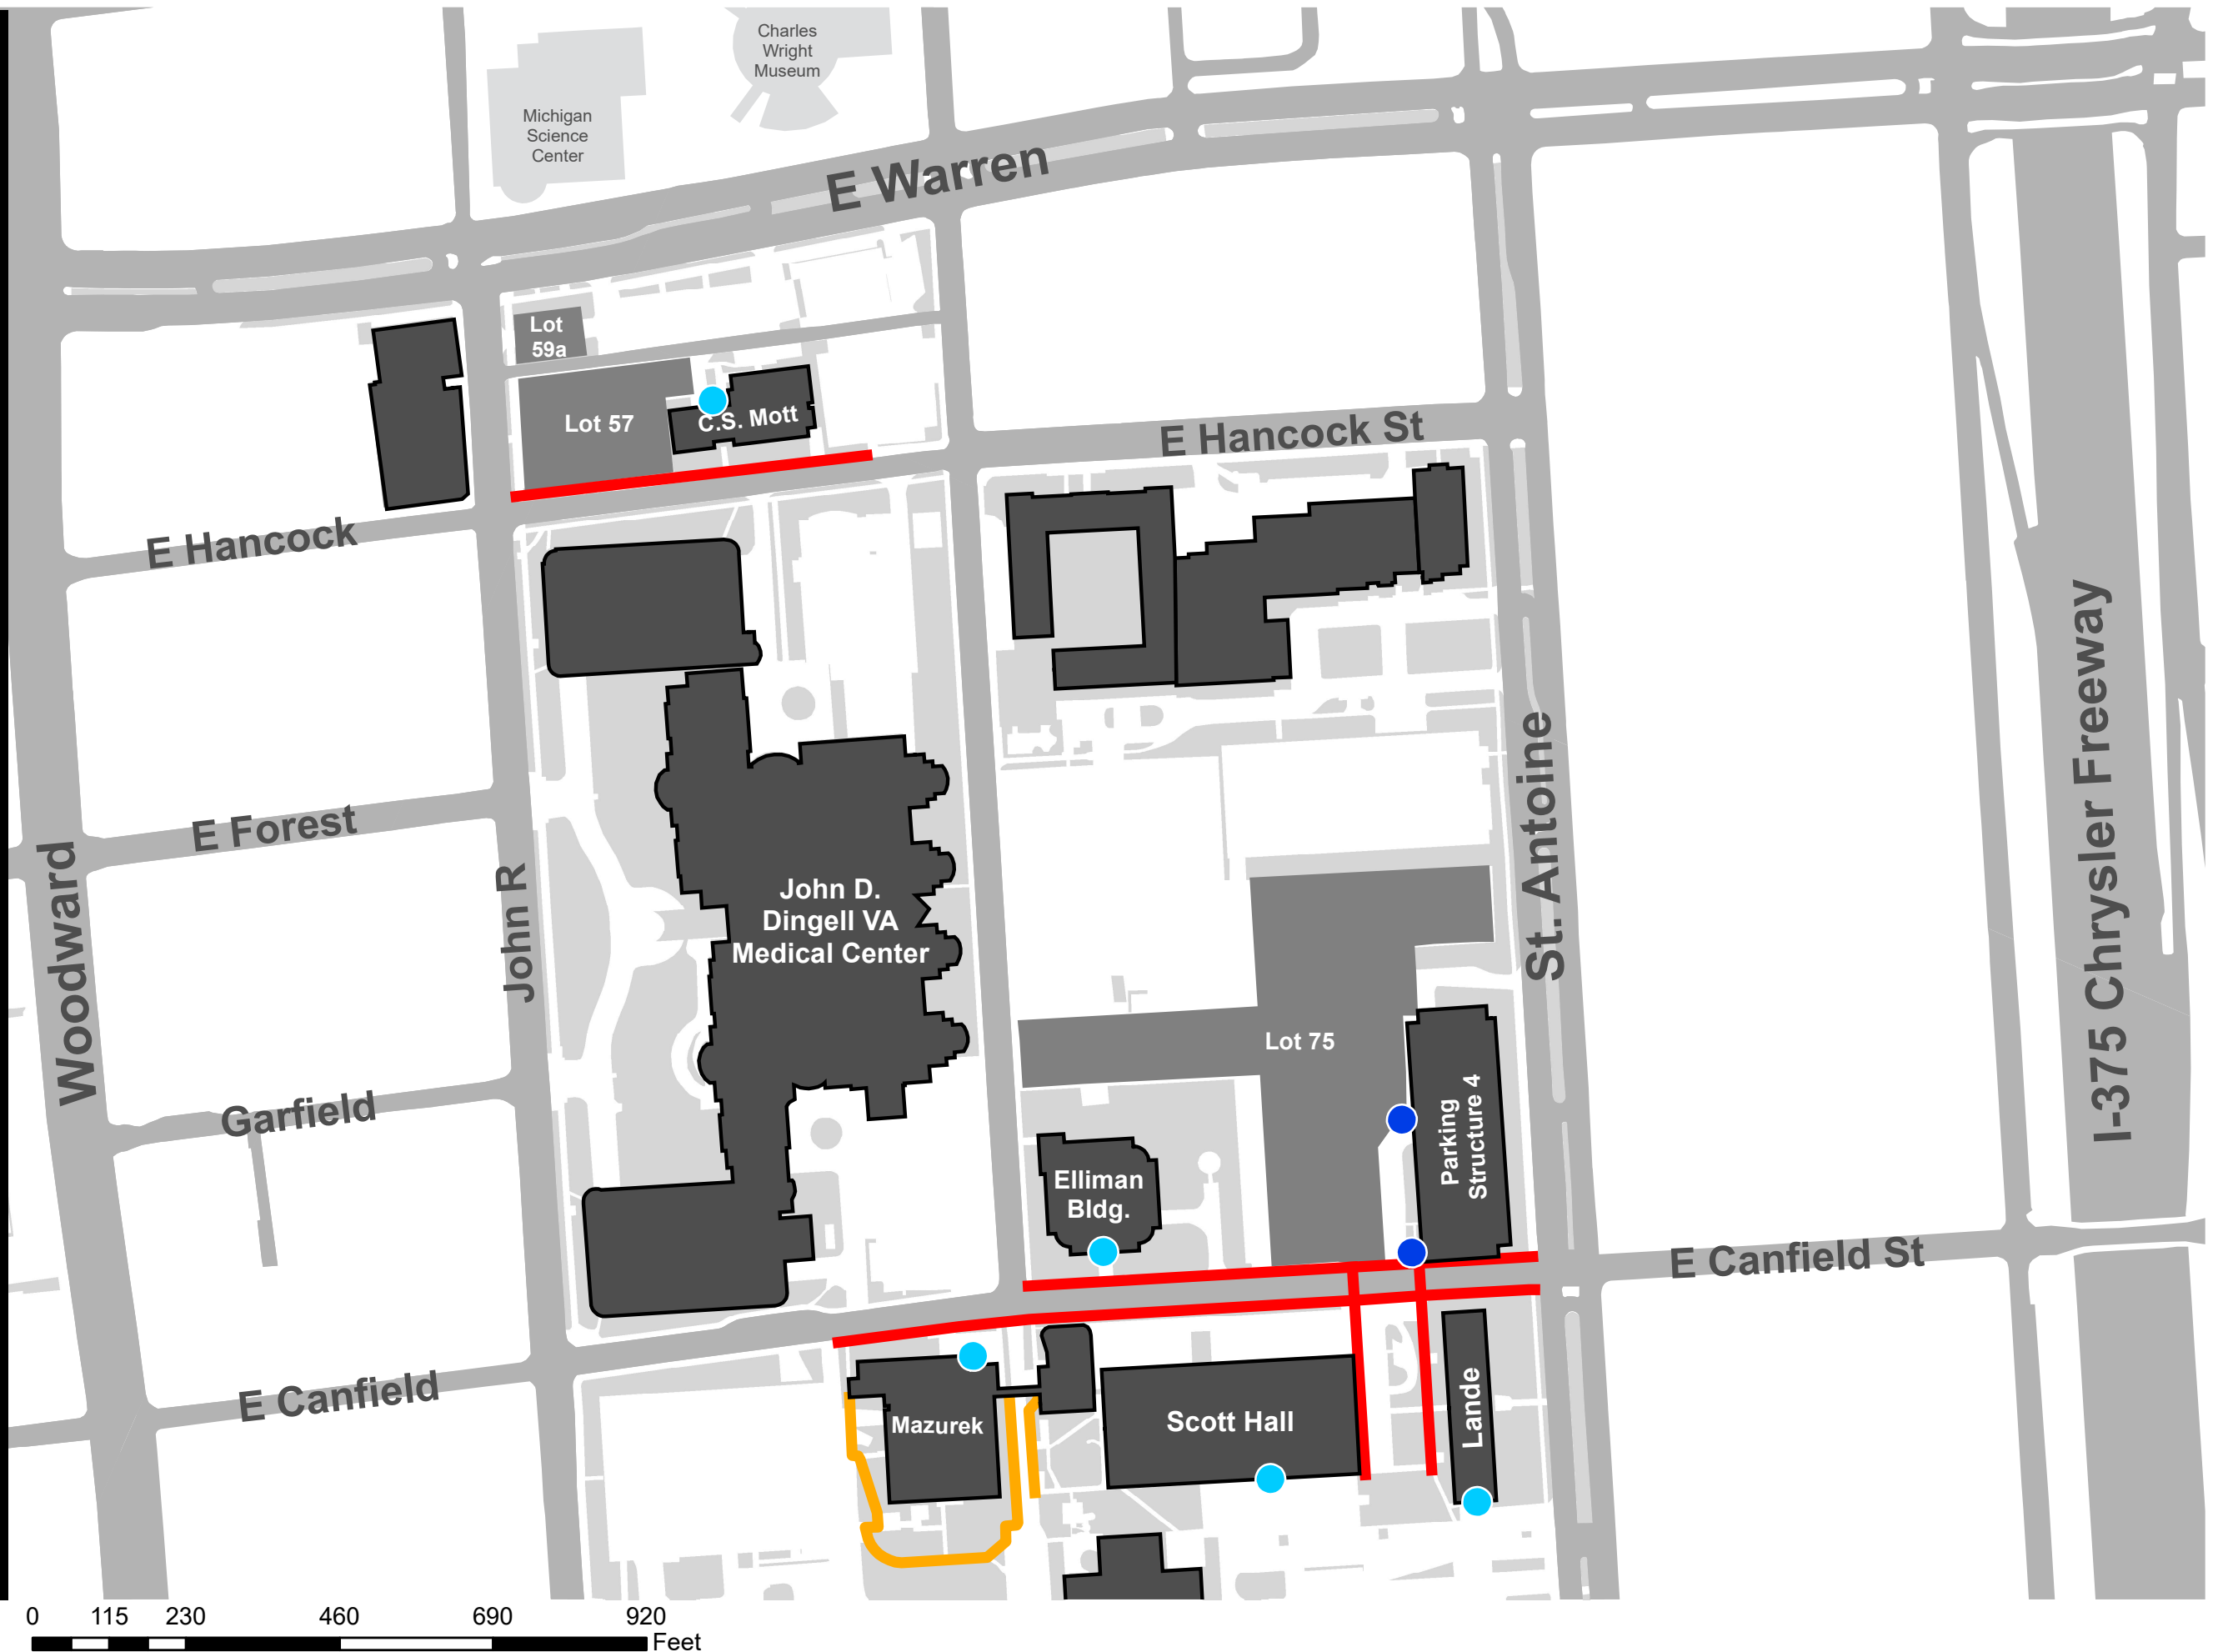 Charles
Wright
Museum
Michigan
Science
Center
E Warren
Lot
59a
Lot 57
C.S. Mott
E Hancock St
E Hancock
E Forest
John R
Woodward
John D.
Dingell VA
Medical Center
St. Antoine
I-375 Chrysler Freeway
Lot 75
Parking
Structure 4
Garfield
Elliman
Bldg.
E Canfield St
E Canfield
Mazurek
Scott Hall
Lande
0 115 230 460 690 920
Feet